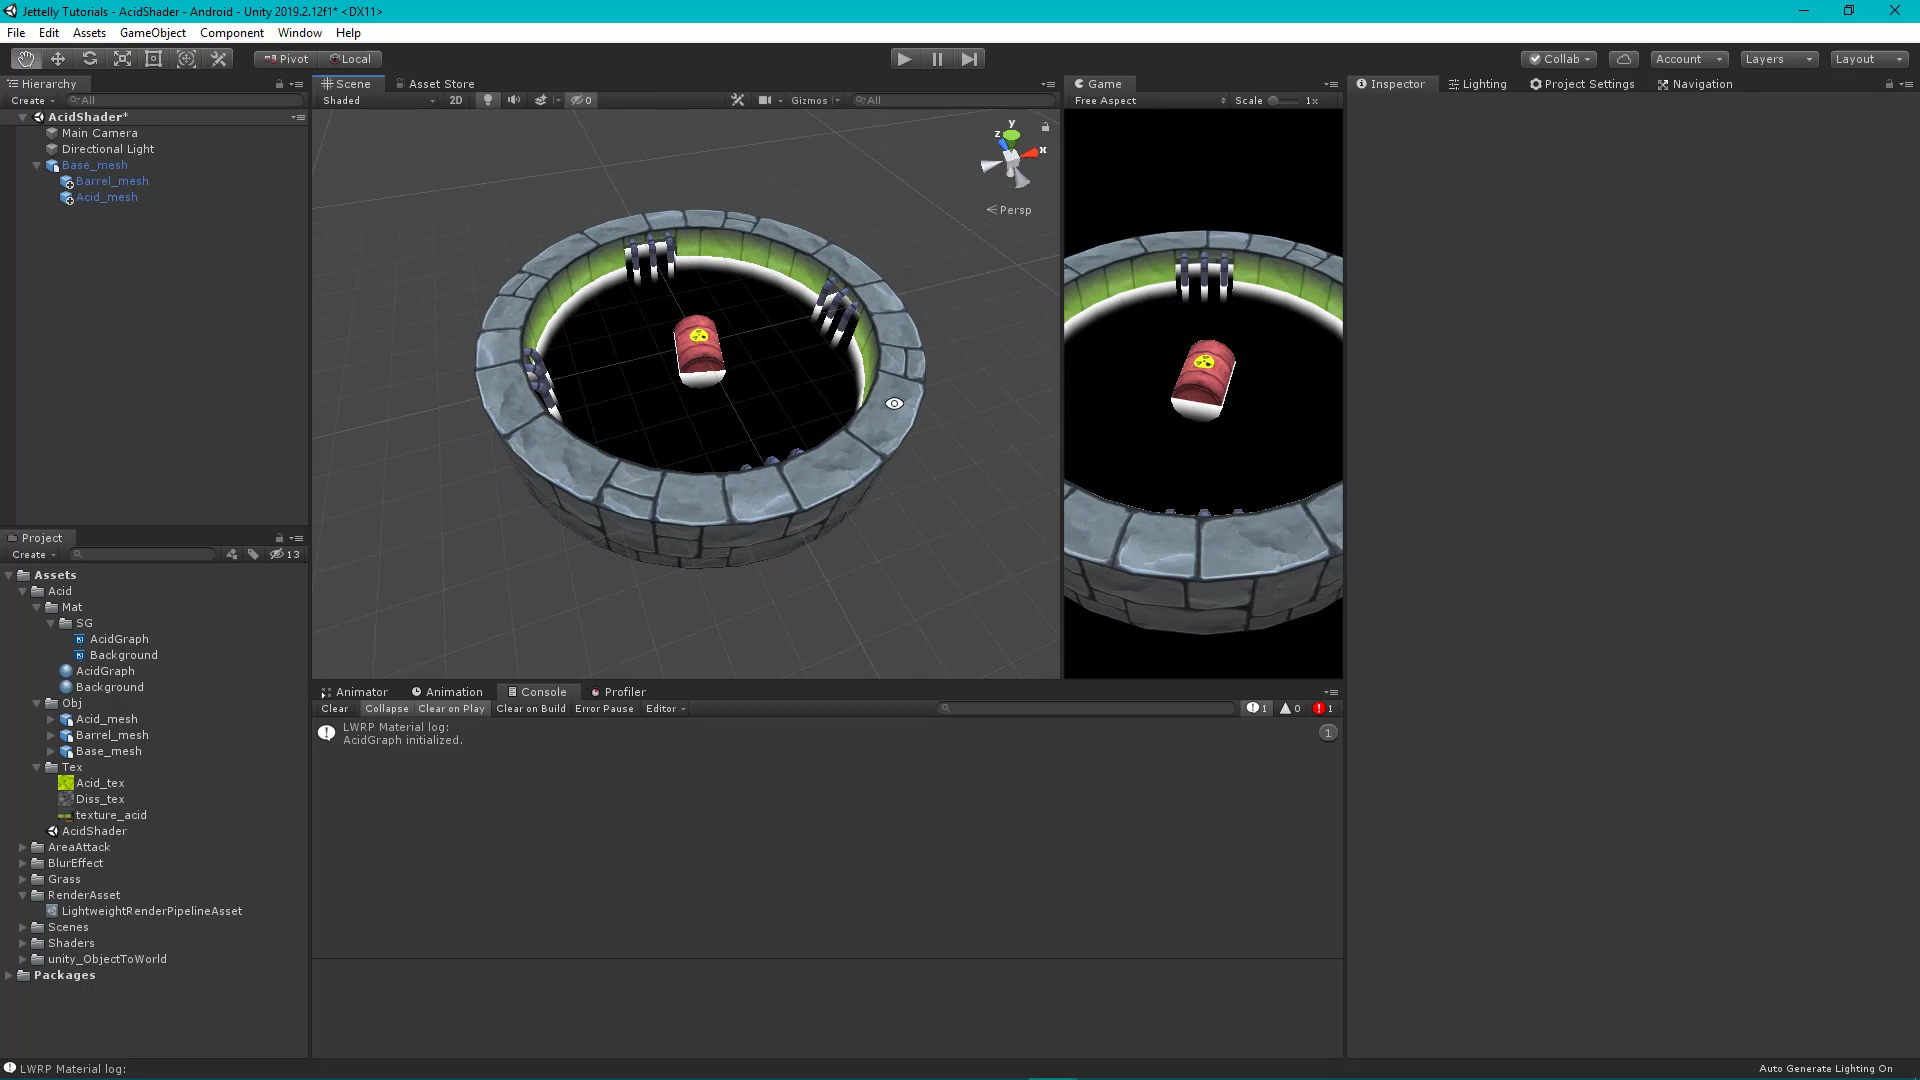 Jettelly Tutorials - AcidShader - Android - Unity 2019.2.12f1* <DX11>
File Edit Assets GameObject Component Window Help
Pivot Local
Collab Account Layers Layout
Hierarchy
Create All
AcidShader*
Main Camera
Directional Light
Base_mesh
Barrel_mesh
Acid_mesh
Scene Asset Store
Shaded 2D 0 Gizmos All
y
z
x
Persp
Game
Free Aspect Scale 1x
Inspector Lighting Project Settings Navigation
Project
Create 13
Assets
Acid
Mat
SG
AcidGraph
Background
AcidGraph
Background
Obj
Acid_mesh
Barrel_mesh
Base_mesh
Tex
Acid_tex
Diss_tex
texture_acid
AcidShader
AreaAttack
BlurEffect
Grass
RenderAsset
LightweightRenderPipelineAsset
Scenes
Shaders
unity_ObjectToWorld
Packages
Animator Animation Console Profiler
Clear Collapse Clear on Play Clear on Build Error Pause Editor 1 0 1
LWRP Material log:
AcidGraph initialized.
1
LWRP Material log:
Auto Generate Lighting On